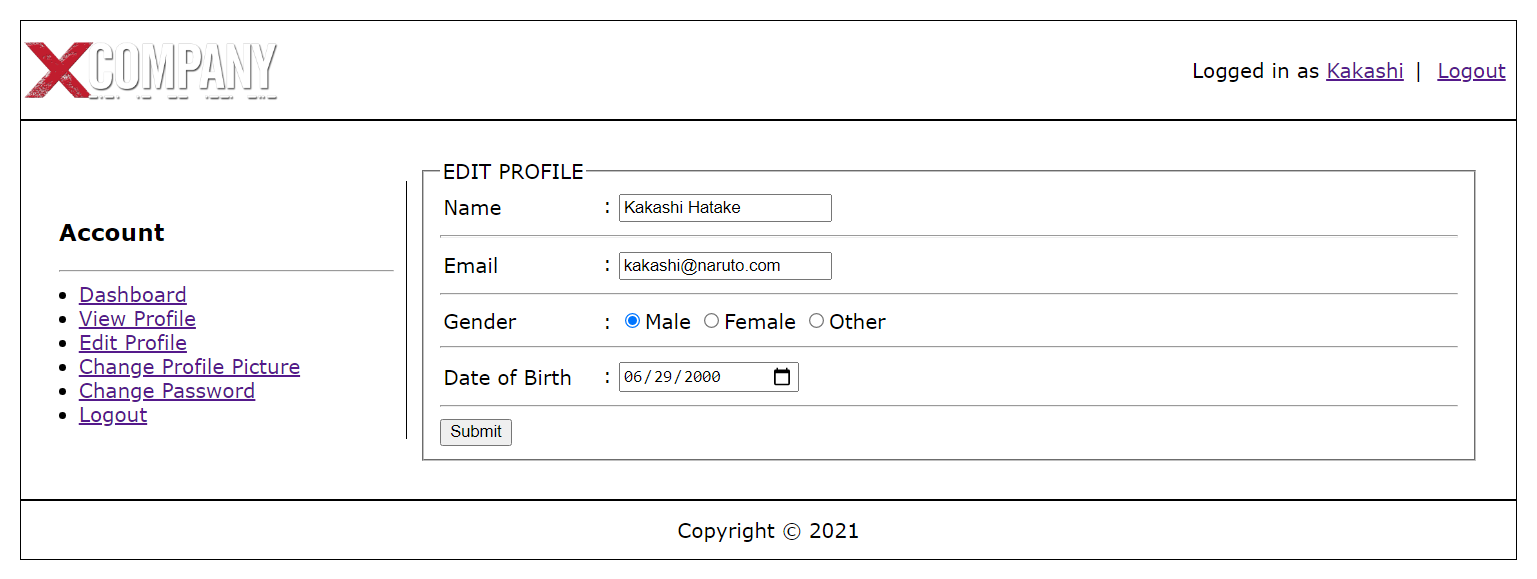 XCOMPANY
Logged in as Kakashi | Logout
EDIT PROFILE
Name : Kakashi Hatake
Account
Email : kakashi@naruto.com
Dashboard
View Profile
Edit Profile
Change Profile Picture
Change Password
Logout
Gender : Male Female Other
Date of Birth : 06/29/2000
Submit
Copyright © 2021